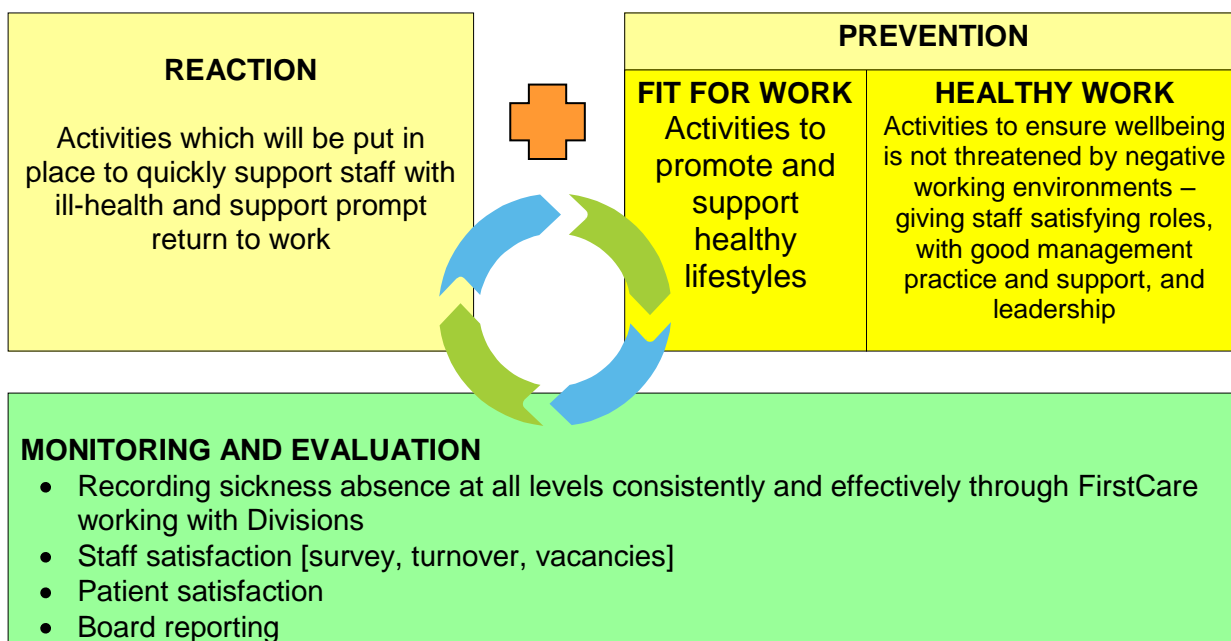 REACTION
Activities which will be put in
place to quickly support staff with
ill-health and support prompt
return to work
PREVENTION
FIT FOR WORK
Activities to
promote and
support
healthy
lifestyles
HEALTHY WORK
Activities to ensure wellbeing
is not threatened by negative
working environments –
giving staff satisfying roles,
with good management
practice and support, and
leadership
MONITORING AND EVALUATION
• Recording sickness absence at all levels consistently and effectively through FirstCare
working with Divisions
• Staff satisfaction [survey, turnover, vacancies]
• Patient satisfaction
• Board reporting